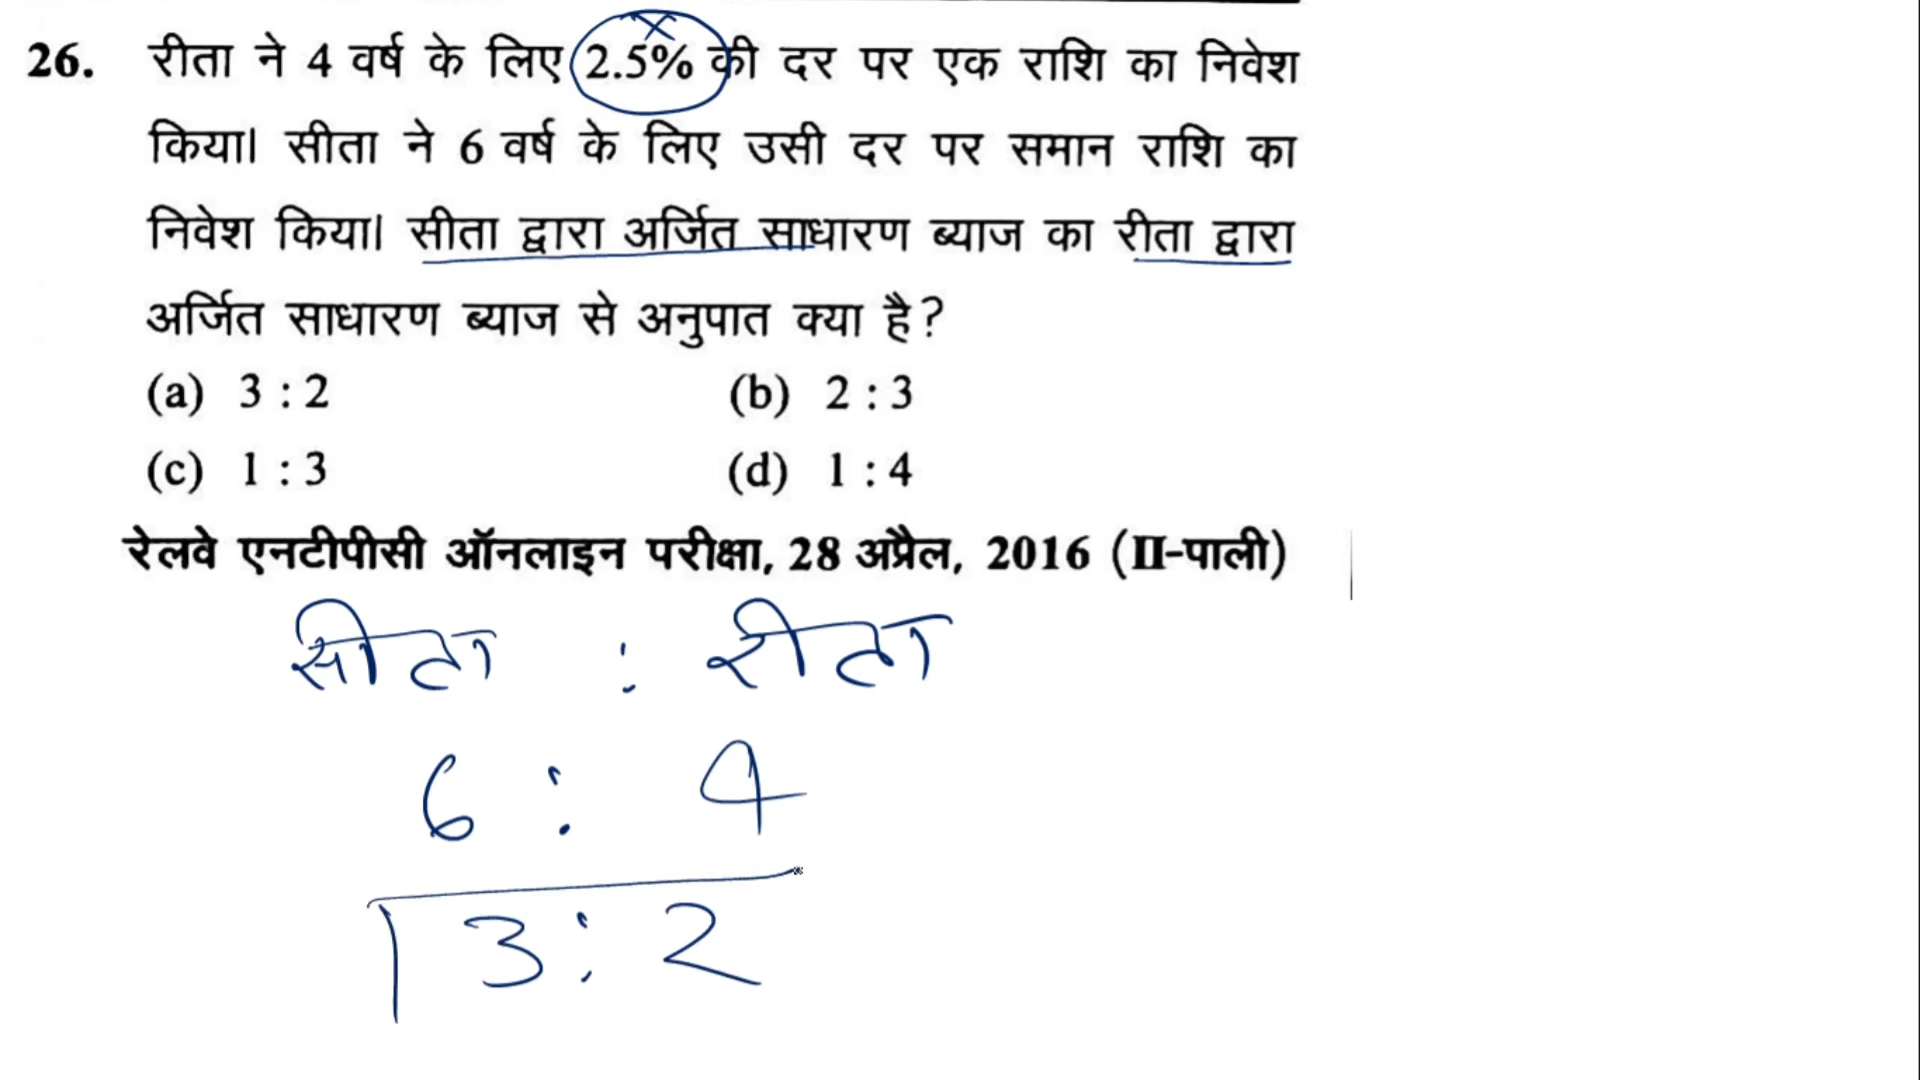 26. रीता ने 4 वर्ष के लिए 2.5% की दर पर एक राशि का निवेश
किया। सीता ने 6 वर्ष के लिए उसी दर पर समान राशि का
निवेश किया। सीता द्वारा अर्जित साधारण ब्याज का रीता द्वारा
अर्जित साधारण ब्याज से अनुपात क्या है?
(a) 3 : 2 (b) 2 : 3
(c) 1 : 3 (d) 1 : 4
रेलवे एनटीपीसी ऑनलाइन परीक्षा, 28 अप्रैल, 2016 (II-पाली)
सीता : रीता
6 : 4
3 : 2